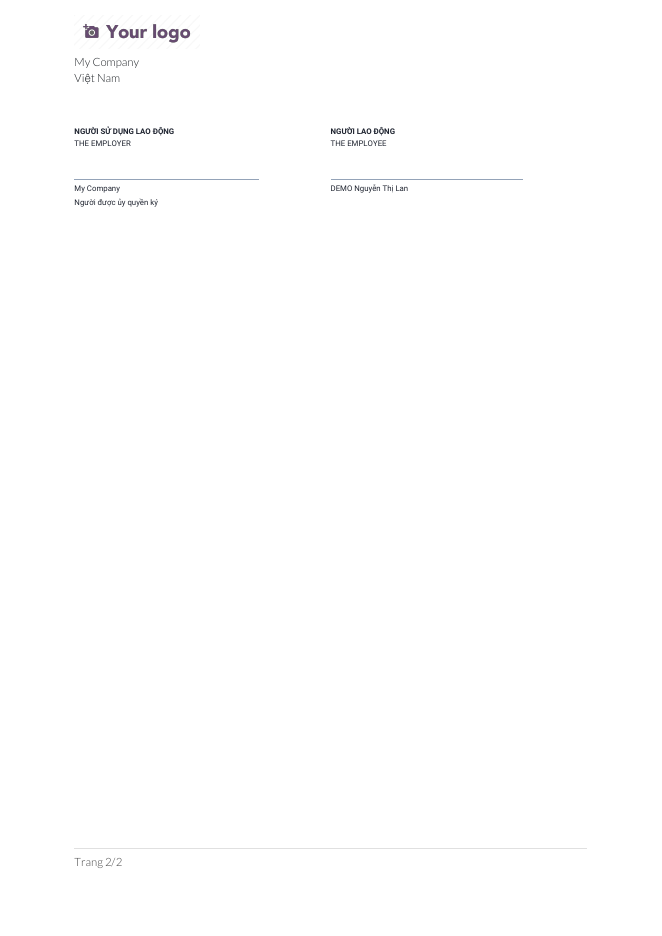 Your logo
My Company
Việt Nam
NGƯỜI SỬ DỤNG LAO ĐỘNG
THE EMPLOYER
NGƯỜI LAO ĐỘNG
THE EMPLOYEE
My Company
Người được ủy quyền ký
DEMO Nguyễn Thị Lan
Trang 2/2